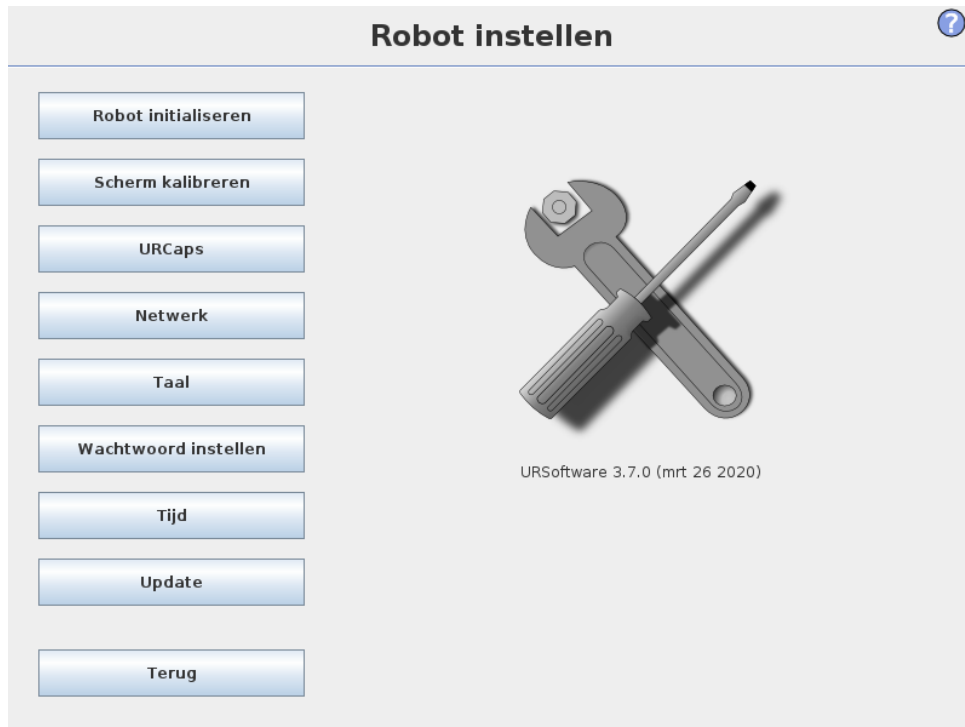 Robot instellen
?
Robot initialiseren
Scherm kalibreren
URCaps
Netwerk
Taal
Wachtwoord instellen
URSoftware 3.7.0 (mrt 26 2020)
Tijd
Update
Terug